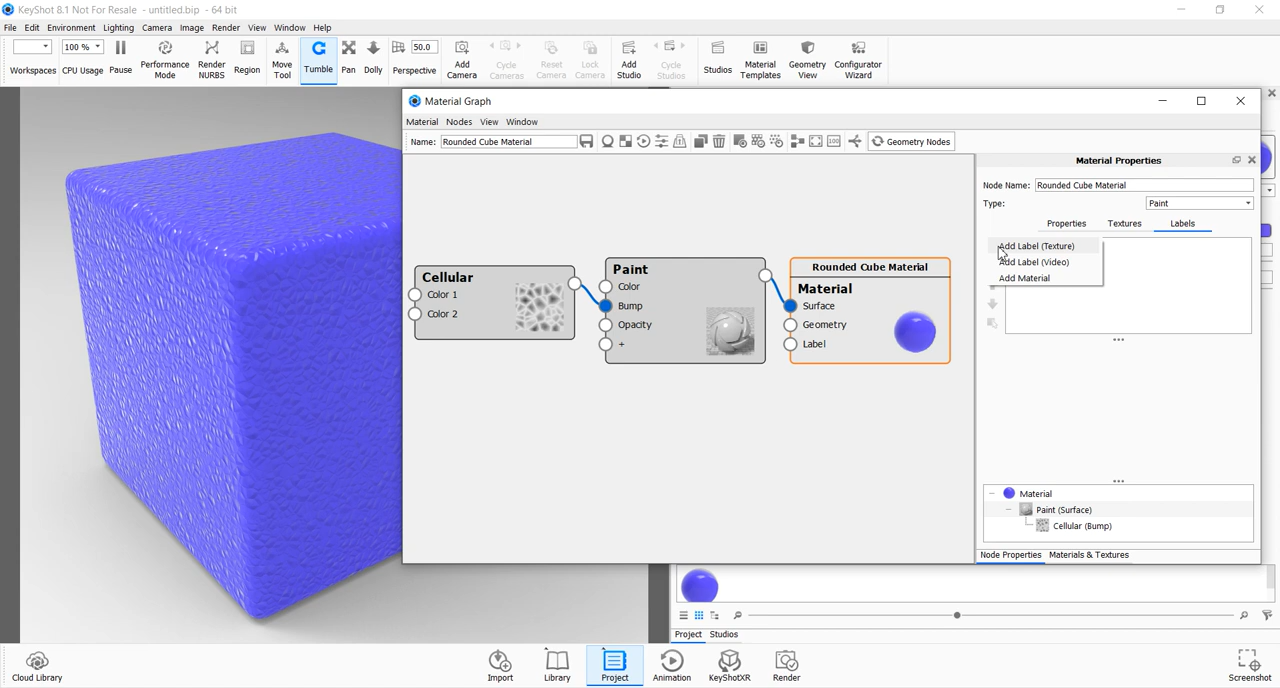 KeyShot 8.1 Not For Resale - untitled.bip - 64 bit
File Edit Environment Lighting Camera Image Render View Window Help
100 % 50.0
Workspaces CPU Usage Pause Performance Mode Render NURBS Region Move Tool Tumble Pan Dolly Perspective Add Camera Cycle Cameras Reset Camera Lock Camera Add Studio Cycle Studios Studios Material Templates Geometry View Configurator Wizard
Material Graph
Material Nodes View Window
Name: Rounded Cube Material 100 Geometry Nodes
Material Properties
Node Name: Rounded Cube Material
Type: Paint
Properties Textures Labels
Add Label (Texture)
Add Label (Video)
Add Material
Cellular
Color 1
Color 2
Paint
Color
Bump
Opacity
+
Rounded Cube Material
Material
Surface
Geometry
Label
Material
Paint (Surface)
Cellular (Bump)
Node Properties Materials & Textures
Project Studios
Cloud Library Import Library Project Animation KeyShotXR Render Screenshot